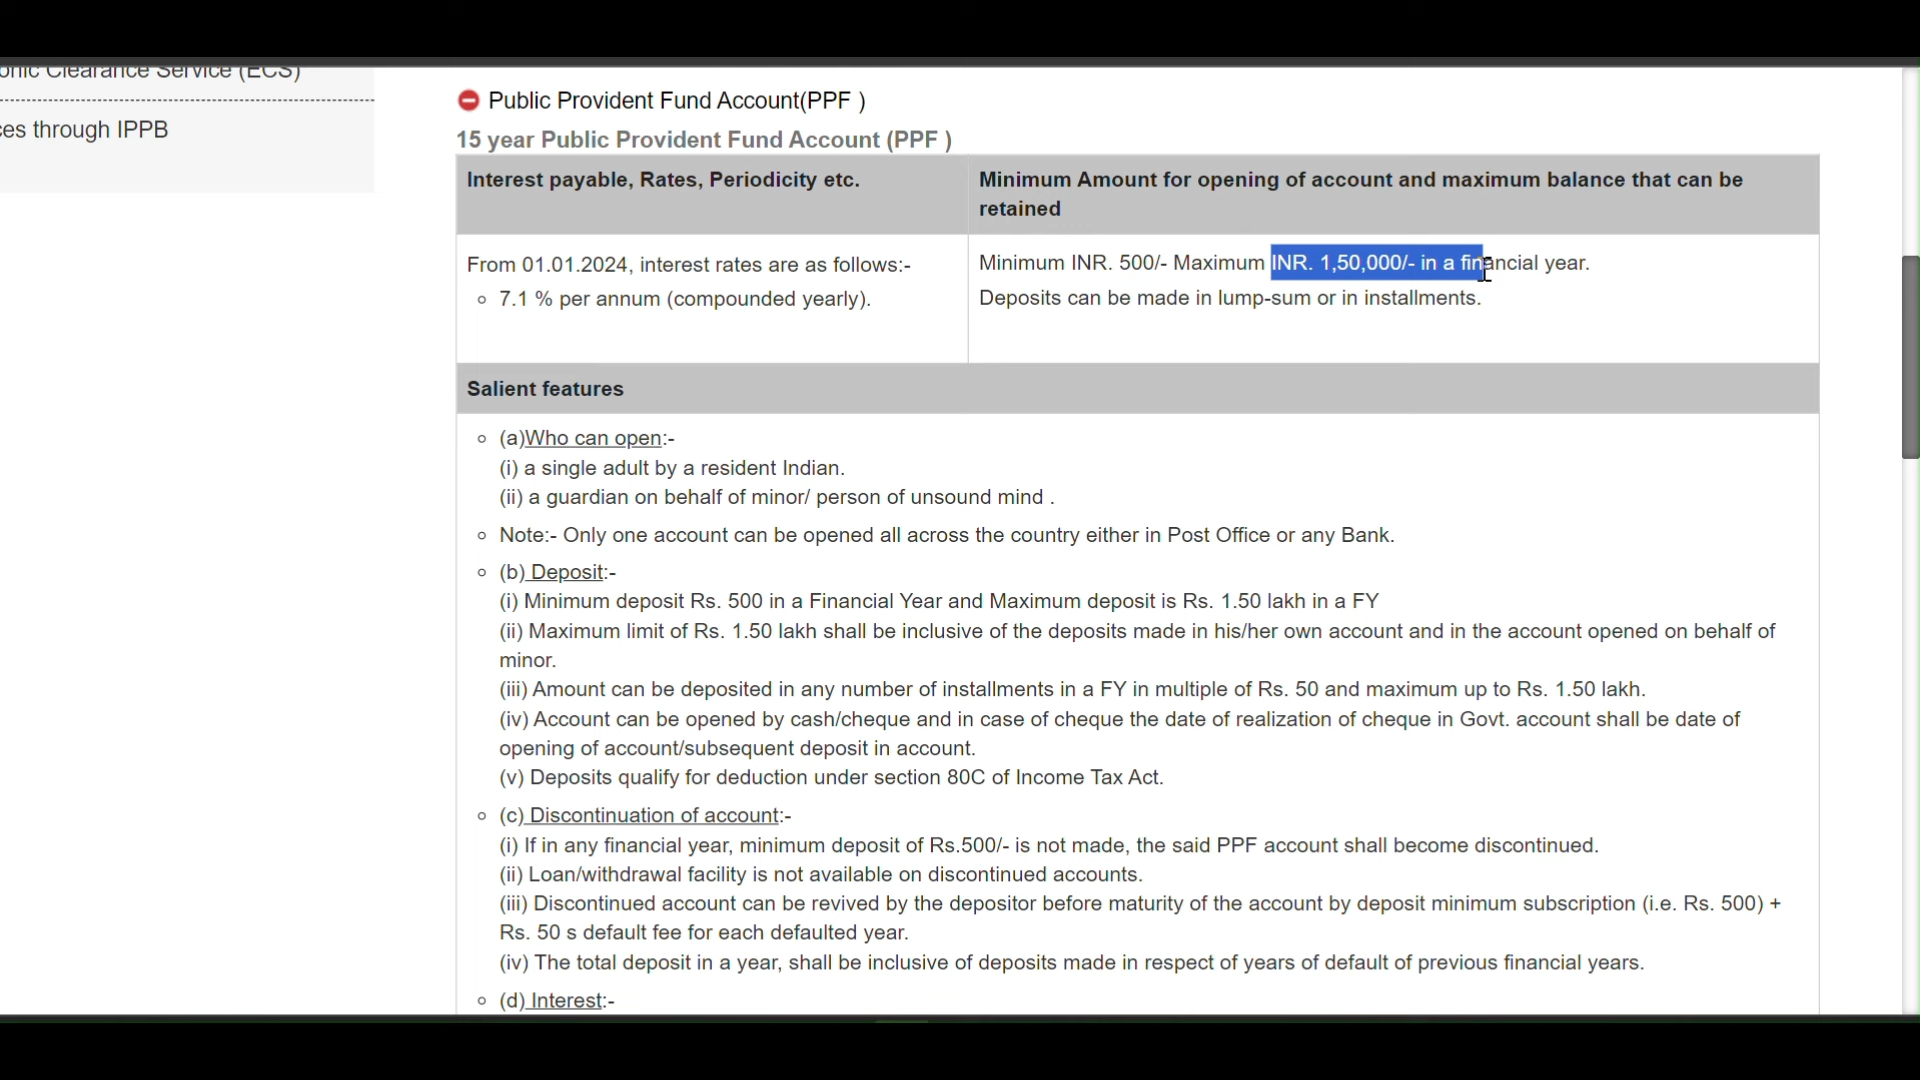 onic Clearance Service (ECS)
ces through IPPB
Public Provident Fund Account(PPF )
15 year Public Provident Fund Account (PPF )
Interest payable, Rates, Periodicity etc.
Minimum Amount for opening of account and maximum balance that can be
retained
From 01.01.2024, interest rates are as follows:-
7.1 % per annum (compounded yearly).
Minimum INR. 500/- Maximum INR. 1,50,000/- in a financial year.
Deposits can be made in lump-sum or in installments.
Salient features
(a)Who can open:-
(i) a single adult by a resident Indian.
(ii) a guardian on behalf of minor/ person of unsound mind .
Note:- Only one account can be opened all across the country either in Post Office or any Bank.
(b) Deposit:-
(i) Minimum deposit Rs. 500 in a Financial Year and Maximum deposit is Rs. 1.50 lakh in a FY
(ii) Maximum limit of Rs. 1.50 lakh shall be inclusive of the deposits made in his/her own account and in the account opened on behalf of
minor.
(iii) Amount can be deposited in any number of installments in a FY in multiple of Rs. 50 and maximum up to Rs. 1.50 lakh.
(iv) Account can be opened by cash/cheque and in case of cheque the date of realization of cheque in Govt. account shall be date of
opening of account/subsequent deposit in account.
(v) Deposits qualify for deduction under section 80C of Income Tax Act.
(c) Discontinuation of account:-
(i) If in any financial year, minimum deposit of Rs.500/- is not made, the said PPF account shall become discontinued.
(ii) Loan/withdrawal facility is not available on discontinued accounts.
(iii) Discontinued account can be revived by the depositor before maturity of the account by deposit minimum subscription (i.e. Rs. 500) +
Rs. 50 s default fee for each defaulted year.
(iv) The total deposit in a year, shall be inclusive of deposits made in respect of years of default of previous financial years.
(d) Interest:-